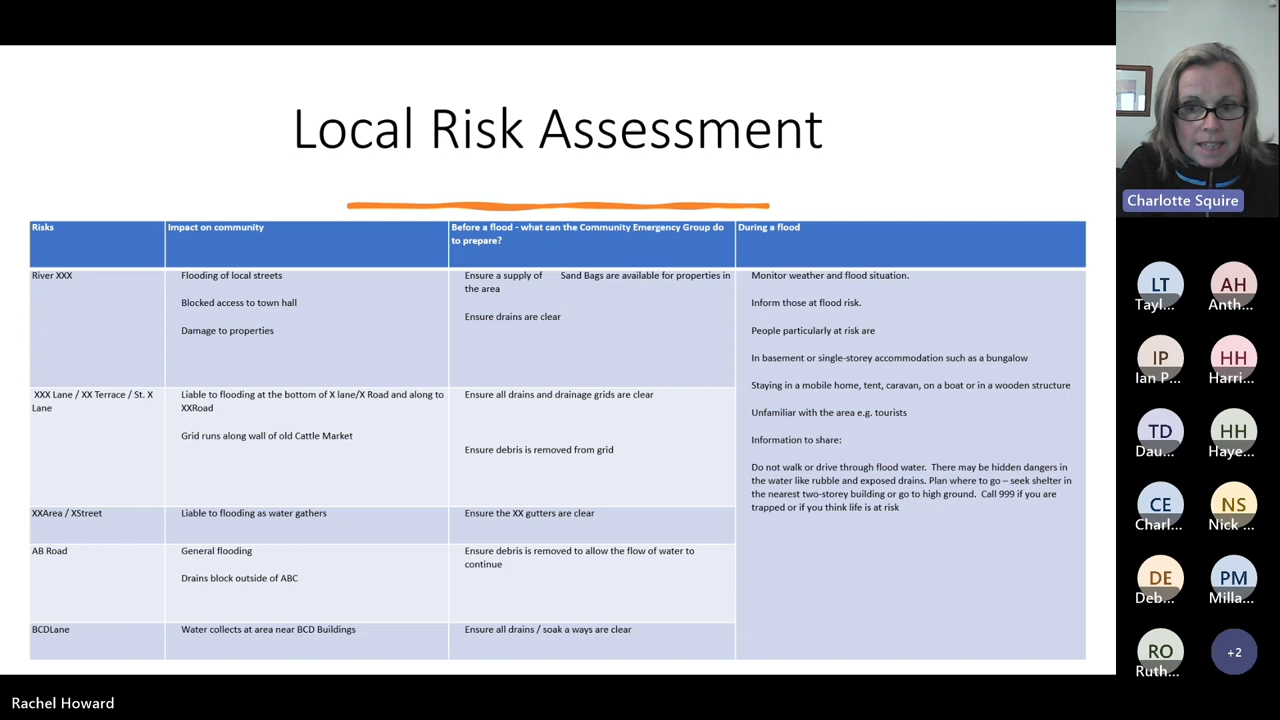 Local Risk Assessment
Risks
Impact on community
Before a flood - what can the Community Emergency Group do
to prepare?
During a flood
River XXX
Flooding of local streets
Blocked access to town hall
Damage to properties
Ensure a supply of Sand Bags are available for properties in
the area
Ensure drains are clear
Monitor weather and flood situation.
Inform those at flood risk.
People particularly at risk are
In basement or single-storey accommodation such as a bungalow
Staying in a mobile home, tent, caravan, on a boat or in a wooden structure
Unfamiliar with the area e.g. tourists
Information to share:
Do not walk or drive through flood water. There may be hidden dangers in
the water like rubble and exposed drains. Plan where to go – seek shelter in
the nearest two-storey building or go to high ground. Call 999 if you are
trapped or if you think life is at risk
XXX Lane / XX Terrace / St. X
Lane
Liable to flooding at the bottom of X lane/X Road and along to
XXRoad
Grid runs along wall of old Cattle Market
Ensure all drains and drainage grids are clear
Ensure debris is removed from grid
XXArea / XStreet
Liable to flooding as water gathers
Ensure the XX gutters are clear
AB Road
General flooding
Drains block outside of ABC
Ensure debris is removed to allow the flow of water to
continue
BCDLane
Water collects at area near BCD Buildings
Ensure all drains / soak a ways are clear
Charlotte Squire
LT
Tayl...
AH
Anth...
IP
Ian P...
HH
Harri...
TD
Dau...
HH
Haye...
CE
Charl...
NS
Nick ...
DE
Deb...
PM
Milla...
RO
Ruth...
+2
Rachel Howard